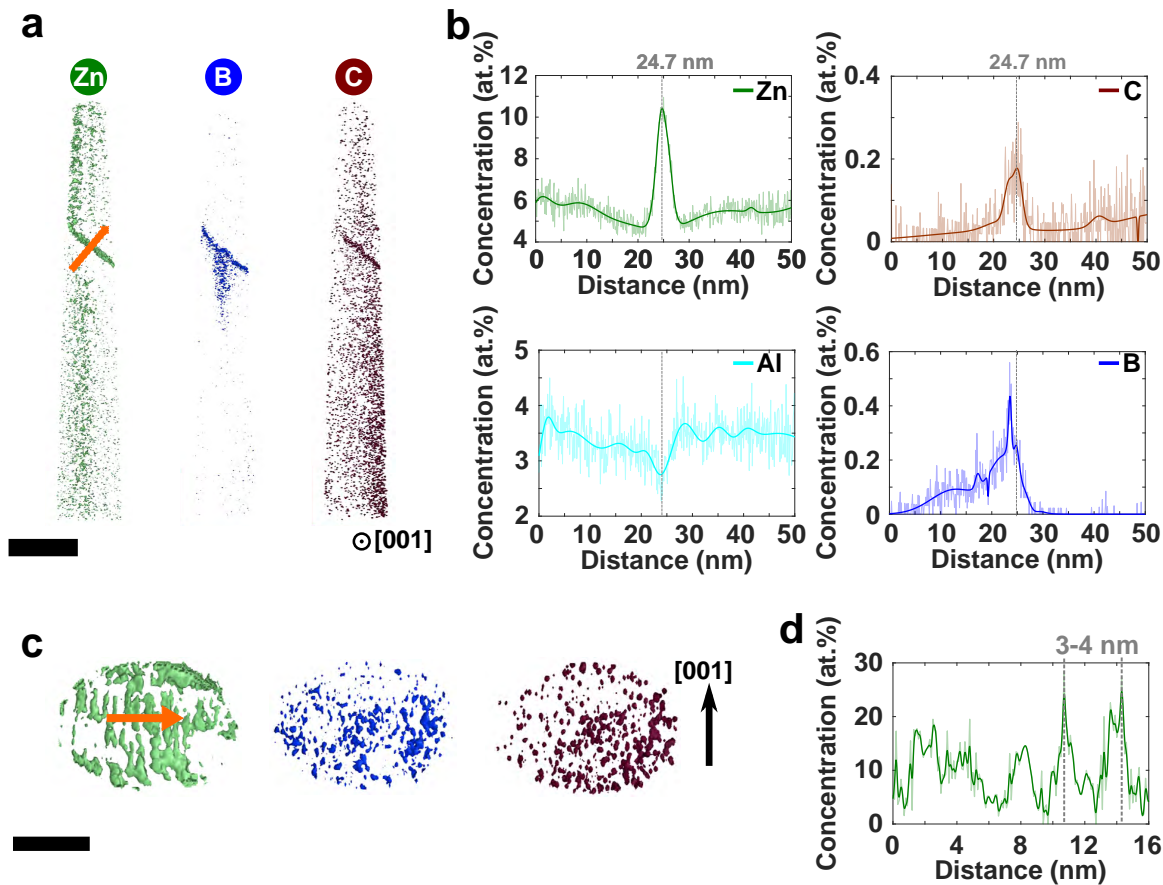 a
Zn B C
[001]
b
24.7 nm
Concentration (at.%)
12
10
8
6
4
Zn
0 10 20 30 40 50
Distance (nm)
24.7 nm
Concentration (at.%)
0.4
0.2
0
C
0 10 20 30 40 50
Distance (nm)
Concentration (at.%)
5
4
3
2
Al
0 10 20 30 40 50
Distance (nm)
Concentration (at.%)
0.6
0.4
0.2
0
B
0 10 20 30 40 50
Distance (nm)
c
[001]
d
3-4 nm
Concentration (at.%)
30
20
10
0
0 4 8 12 16
Distance (nm)